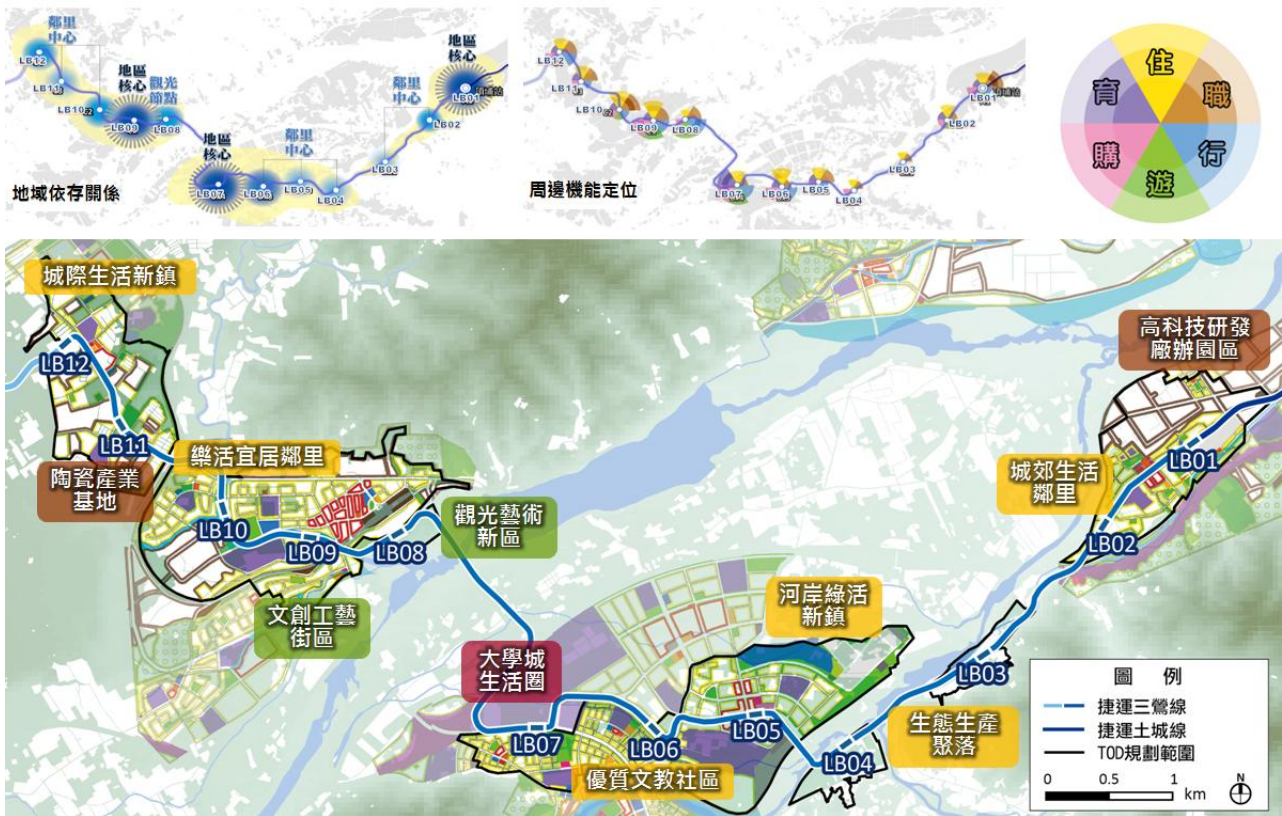 鄰里
中心
LB12
LB11
LB10
地區
核心
LB09
觀光
節點
LB08
地區
核心
LB07
鄰里
中心
LB06
LB05
LB04
鄰里
中心
LB03
LB02
地區
核心
LB01
頂埔站
地域依存關係
LB12
LB11
LB10
LB09
LB08
LB07
LB06
LB05
LB04
LB03
LB02
LB01
頂埔站
周邊機能定位
住
職
行
遊
購
育
城際生活新鎮
LB12
LB11
陶瓷產業
基地
樂活宜居鄰里
LB10
LB09
LB08
觀光藝術
新區
文創工藝
街區
大學城
生活圈
LB07
LB06
優質文教社區
河岸綠活
新鎮
LB05
LB04
生態生產
聚落
LB03
城郊生活
鄰里
LB02
LB01
高科技研發
廠辦園區
圖 例
捷運三鶯線
捷運土城線
TOD規劃範圍
0 0.5 1
km
N